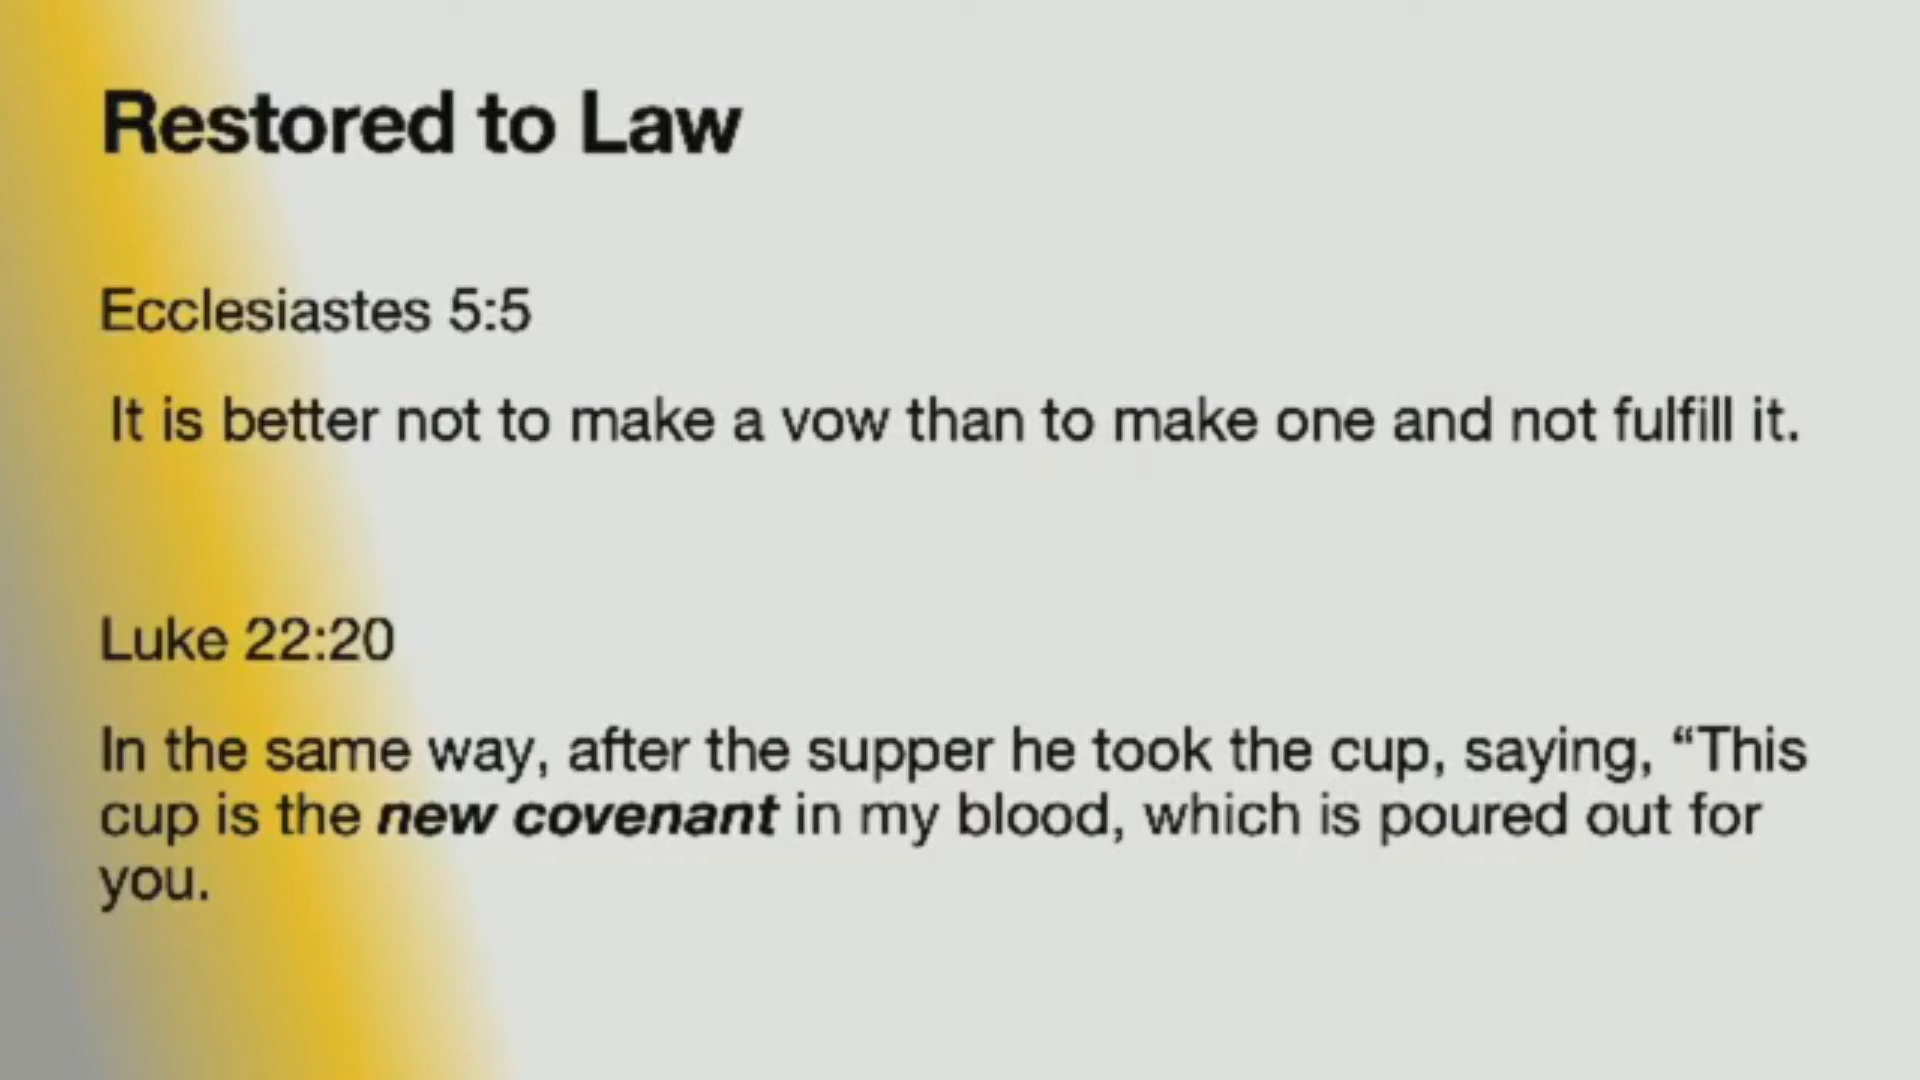 Restored to Law
Ecclesiastes 5:5
It is better not to make a vow than to make one and not fulfill it.
Luke 22:20
In the same way, after the supper he took the cup, saying, “This
cup is the new covenant in my blood, which is poured out for
you.